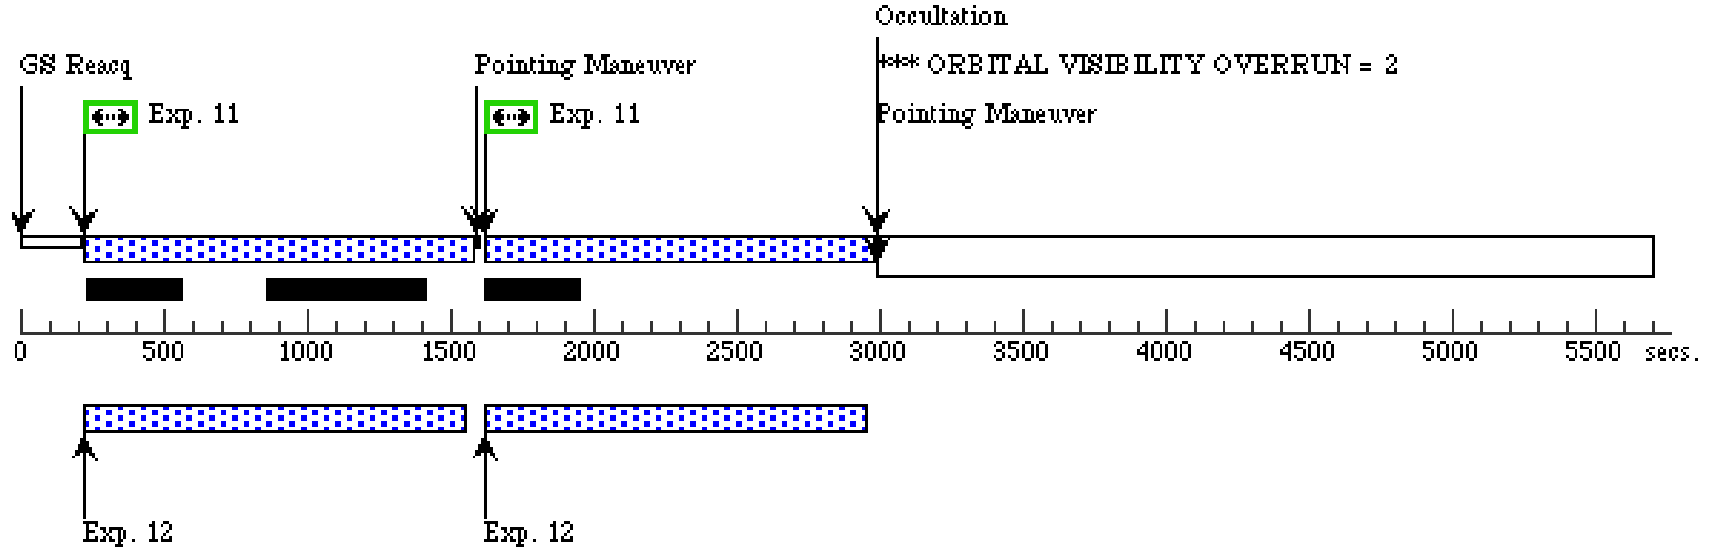 Occultation
GS Reacq Pointing Maneuver *** ORBITAL VISIBILITY OVERRUN = 2
Exp. 11 Exp. 11 Pointing Maneuver
0 500 1000 1500 2000 2500 3000 3500 4000 4500 5000 5500 secs.
Exp. 12 Exp. 12